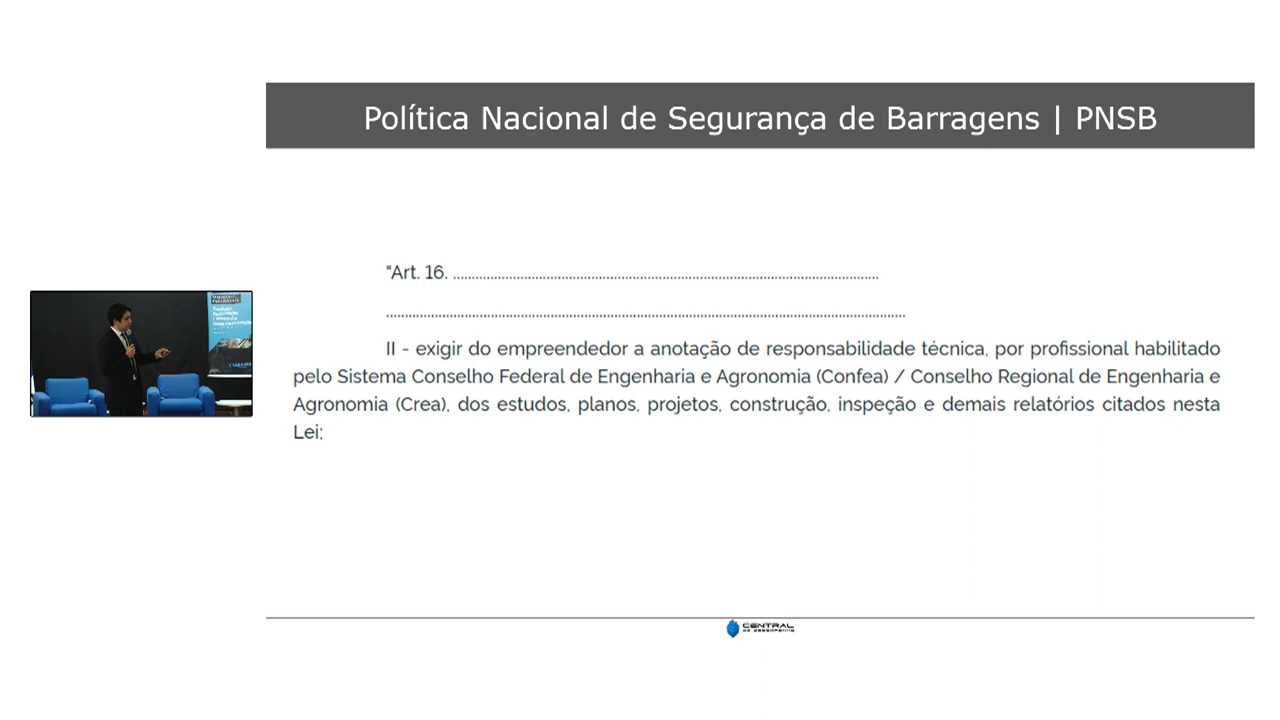 Política Nacional de Segurança de Barragens | PNSB
"Art. 16. ................................................................................................................
.........................................................................................................................................
II - exigir do empreendedor a anotação de responsabilidade técnica, por profissional habilitado
pelo Sistema Conselho Federal de Engenharia e Agronomia (Confea) / Conselho Regional de Engenharia e
Agronomia (Crea), dos estudos, planos, projetos, construção, inspeção e demais relatórios citados nesta
Lei;
CENTRAL
DE DESEMPENHO